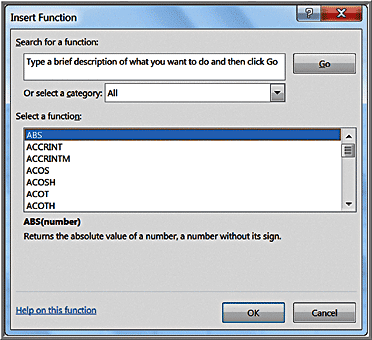 Insert Function
?
Search for a function:
Type a brief description of what you want to do and then click Go
Go
Or select a category:
All
Select a function:
ABS
ACCRINT
ACCRINTM
ACOS
ACOSH
ACOT
ACOTH
ABS(number)
Returns the absolute value of a number, a number without its sign.
Help on this function
OK
Cancel